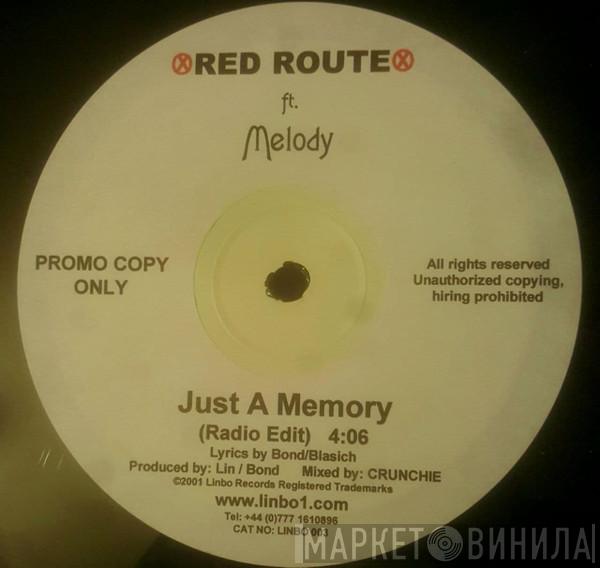 RED ROUTE
ft.
Melody
PROMO COPY
ONLY
All rights reserved
Unauthorized copying,
hiring prohibited
Just A Memory
(Radio Edit) 4:06
Lyrics by Bond/Blasich
Produced by: Lin / Bond Mixed by: CRUNCHIE
©2001 Linbo Records Registered Trademarks
www.linbo1.com
Tel: +44 (0)777 1610896
CAT NO: LINBO 003
МАРКЕТ ВИНИЛА